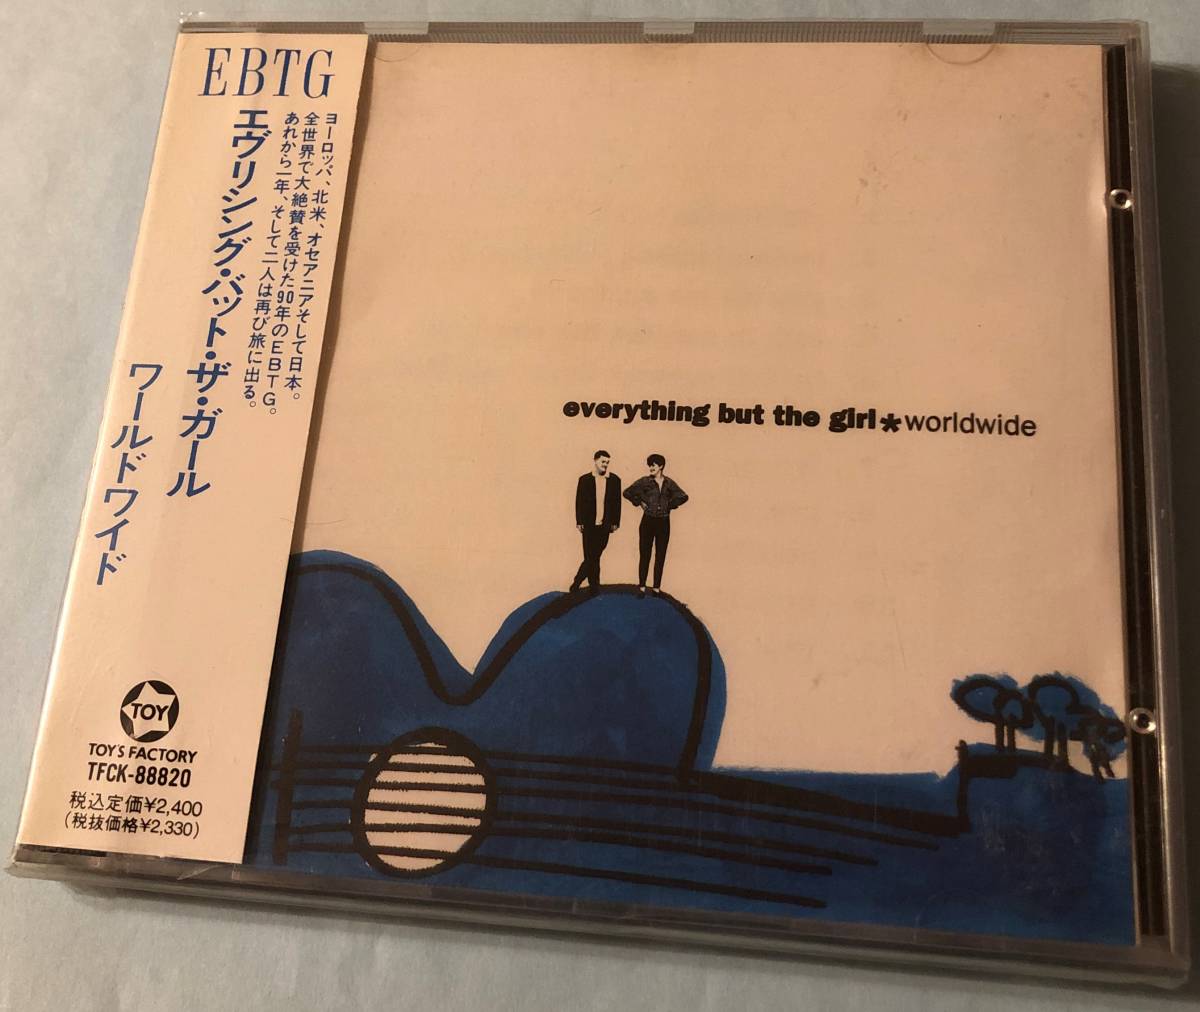 EBTG
ヨーロッパ、北米、オセアニアそして日本。
全世界で大絶賛を受けた90年のEBTG。
あれから一年、そして二人は再び旅に出る。
エヴリシング・バット・ザ・ガール
ワールドワイド
TOY
TOY'S FACTORY
TFCK-88820
税込定価¥2,400
(税抜価格¥2,330)
everything but the girl*worldwide